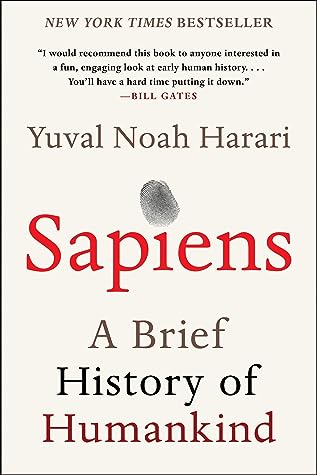 NEW YORK TIMES BESTSELLER
“I would recommend this book to anyone interested in
a fun, engaging look at early human history. . . .
You’ll have a hard time putting it down.”
—BILL GATES
Yuval Noah Harari
Sapiens
A Brief
History of
Humankind